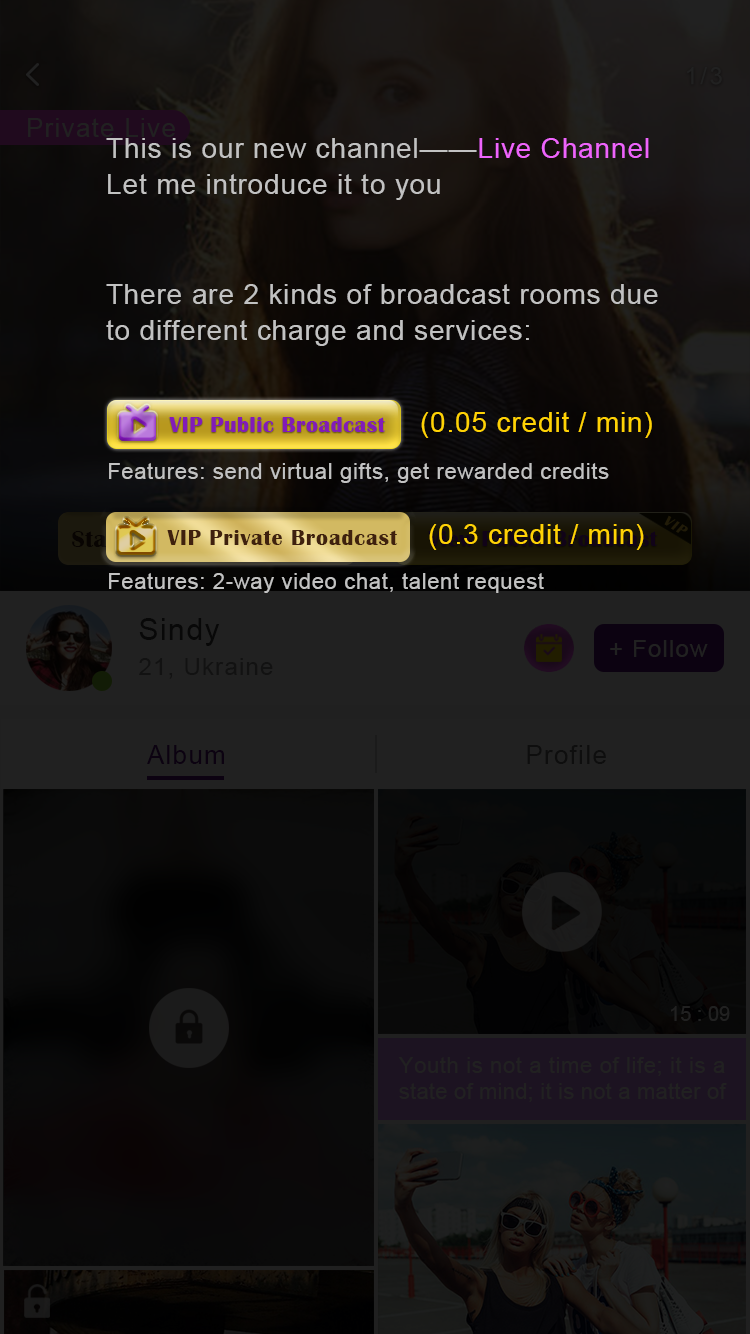 1/3
Private Live
This is our new channel——Live Channel
Let me introduce it to you
There are 2 kinds of broadcast rooms due
to different charge and services:
VIP Public Broadcast (0.05 credit / min)
Features: send virtual gifts, get rewarded credits
Sta
VIP Private Broadcast (0.3 credit / min)
VIP
Features: 2-way video chat, talent request
Sindy
21, Ukraine
+ Follow
Album Profile
15 : 09
Youth is not a time of life; it is a
state of mind; it is not a matter of